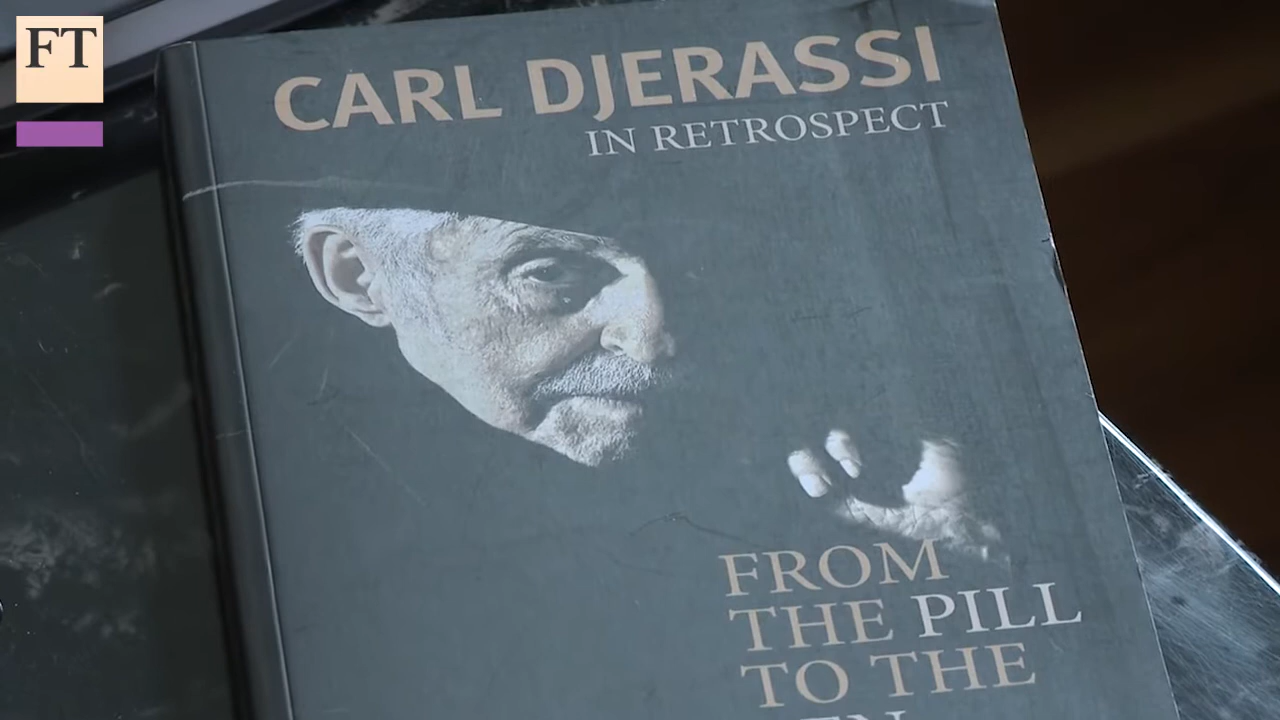 FT
CARL DJERASSI
IN RETROSPECT
FROM
THE PILL
TO THE